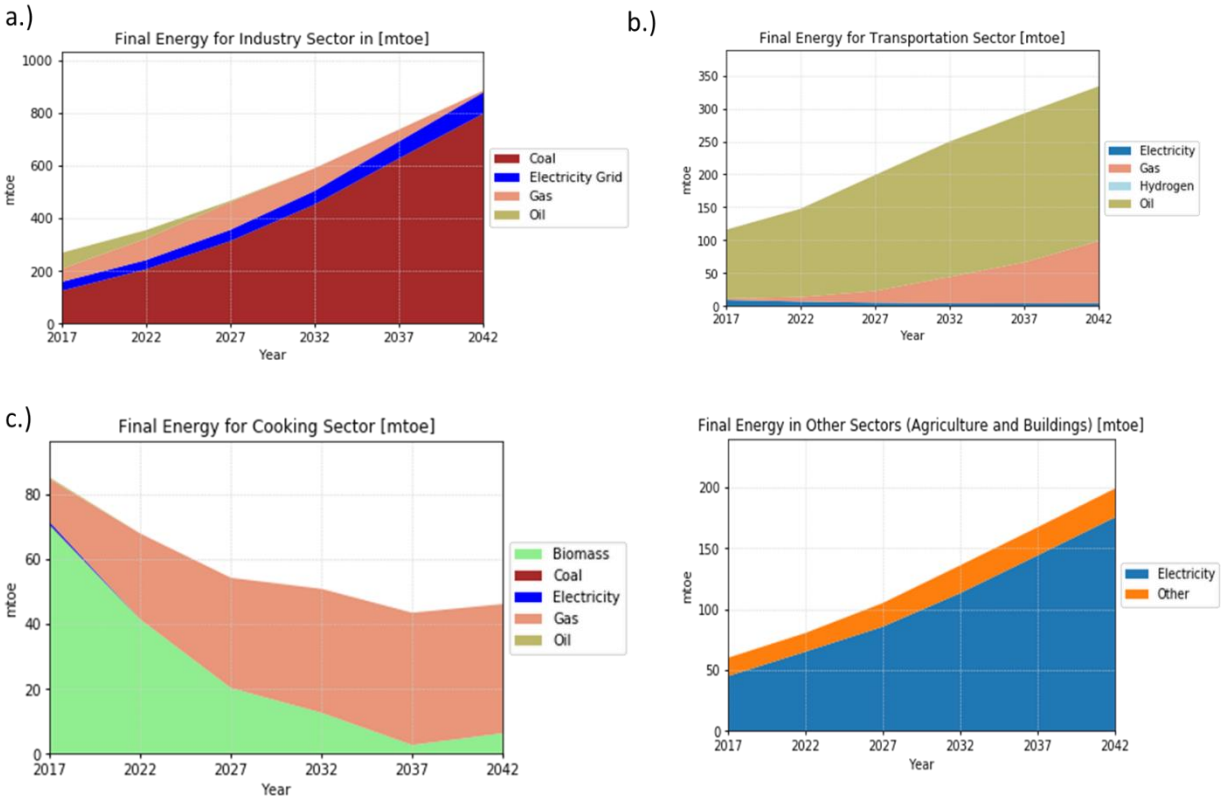 a.)
Final Energy for Industry Sector in [mtoe]
1000
800
600
400
200
0
mtoe
2017 2022 2027 2032 2037 2042
Year
Coal
Electricity Grid
Gas
Oil
b.)
Final Energy for Transportation Sector [mtoe]
350
300
250
200
150
100
50
0
mtoe
2017 2022 2027 2032 2037 2042
Year
Electricity
Gas
Hydrogen
Oil
c.)
Final Energy for Cooking Sector [mtoe]
80
60
40
20
0
mtoe
2017 2022 2027 2032 2037 2042
Year
Biomass
Coal
Electricity
Gas
Oil
Final Energy in Other Sectors (Agriculture and Buildings) [mtoe]
200
150
100
50
0
mtoe
2017 2022 2027 2032 2037 2042
Year
Electricity
Other